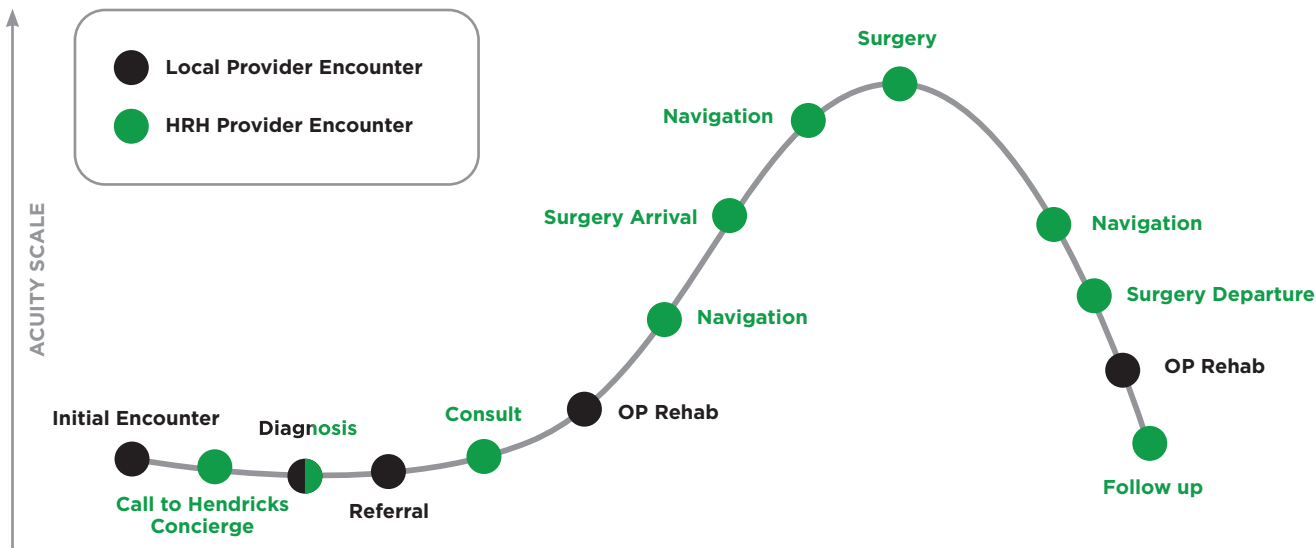 Local Provider Encounter
HRH Provider Encounter
ACUITY SCALE
Initial Encounter
Call to Hendricks
Concierge
Diagnosis
Referral
Consult
OP Rehab
Navigation
Surgery Arrival
Navigation
Surgery
Navigation
Surgery Departure
OP Rehab
Follow up